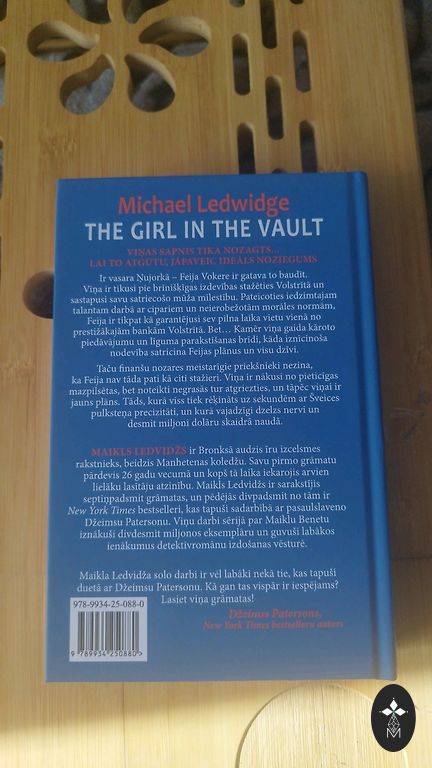 Michael Ledwidge
THE GIRL IN THE VAULT
VIŅAS SAPNIS TIKA NOZAGTS...
LAI TO ATGŪTU, JĀPAVEIC IDEĀLS NOZIEGUMS
Ir vasara Ņujorkā – Feija Vokere ir gatava to baudīt.
Viņa ir tikusi pie brīnišķīgas izdevības stažēties Volstrītā un
sastapusi savu satriecošo mūža mīlestību. Pateicoties iedzimtajam
talantam darbā ar cipariem un neierobežotām morāles normām,
Feija ir tikpat kā garantējusi sev pilna laika vietu vienā no
prestižākajām bankām Volstrītā. Bet... Kamēr viņa gaida kāroto
piedāvājumu un līguma parakstīšanas brīdi, kāda iznīcinoša
nodevība satricina Feijas plānus un visu dzīvi.
Taču finanšu nozares meistarīgie priekšnieki nezina,
ka Feija nav tāda pati kā citi stažieri. Viņa ir nākusi no pieticīgas
mazpilsētas, bet noteikti negrasās tur atgriezties, un tāpēc viņai ir
jauns plāns. Tāds, kurā viss tiek rēķināts uz sekundēm ar Šveices
pulksteņa precizitāti, un kurā vajadzīgi dzelzs nervi un
desmit miljoni dolāru skaidrā naudā.
MAIKLS LEDVIDŽS ir Bronksā audzis īru izcelsmes
rakstnieks, beidzis Manhetenas koledžu. Savu pirmo grāmatu
pārdevis 26 gadu vecumā un kopš tā laika iekarojis arvien
lielāku lasītāju atzinību. Maikls Ledvidžs ir sarakstījis
septiņpadsmit grāmatas, un pēdējās divpadsmit no tām ir
New York Times bestselleri, kas tapuši sadarbībā ar pasaulslaveno
Džeimsu Patersonu. Viņu darbi sērijā par Maiklu Benetu
iznākuši divdesmit miljonos eksemplāru un guvuši labākos
ienākumus detektīvromānu izdošanas vēsturē.
Maikla Ledvidža solo darbi ir vēl labāki nekā tie, kas tapuši
duetā ar Džeimsu Patersonu. Kā gan tas vispār ir iespējams?
Lasiet viņa grāmatas!
Džeimss Patersons,
New York Times bestselleru autors
978-9934-25-088-0
9 789934 250880 >
M